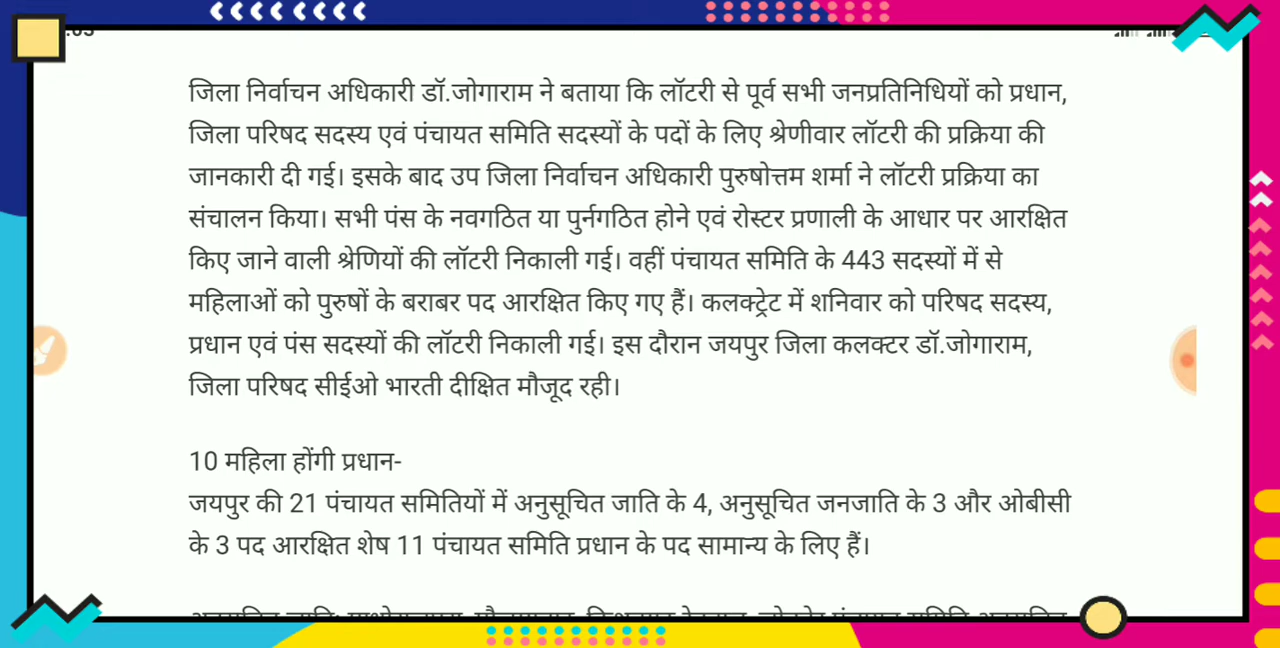 जिला निर्वाचन अधिकारी डॉ.जोगाराम ने बताया कि लॉटरी से पूर्व सभी जनप्रतिनिधियों को प्रधान,
जिला परिषद सदस्य एवं पंचायत समिति सदस्यों के पदों के लिए श्रेणीवार लॉटरी की प्रक्रिया की
जानकारी दी गई। इसके बाद उप जिला निर्वाचन अधिकारी पुरुषोत्तम शर्मा ने लॉटरी प्रक्रिया का
संचालन किया। सभी पंस के नवगठित या पुर्नगठित होने एवं रोस्टर प्रणाली के आधार पर आरक्षित
किए जाने वाली श्रेणियों की लॉटरी निकाली गई। वहीं पंचायत समिति के 443 सदस्यों में से
महिलाओं को पुरुषों के बराबर पद आरक्षित किए गए हैं। कलक्ट्रेट में शनिवार को परिषद सदस्य,
प्रधान एवं पंस सदस्यों की लॉटरी निकाली गई। इस दौरान जयपुर जिला कलक्टर डॉ.जोगाराम,
जिला परिषद सीईओ भारती दीक्षित मौजूद रही।
10 महिला होंगी प्रधान-
जयपुर की 21 पंचायत समितियों में अनुसूचित जाति के 4, अनुसूचित जनजाति के 3 और ओबीसी
के 3 पद आरक्षित शेष 11 पंचायत समिति प्रधान के पद सामान्य के लिए हैं।